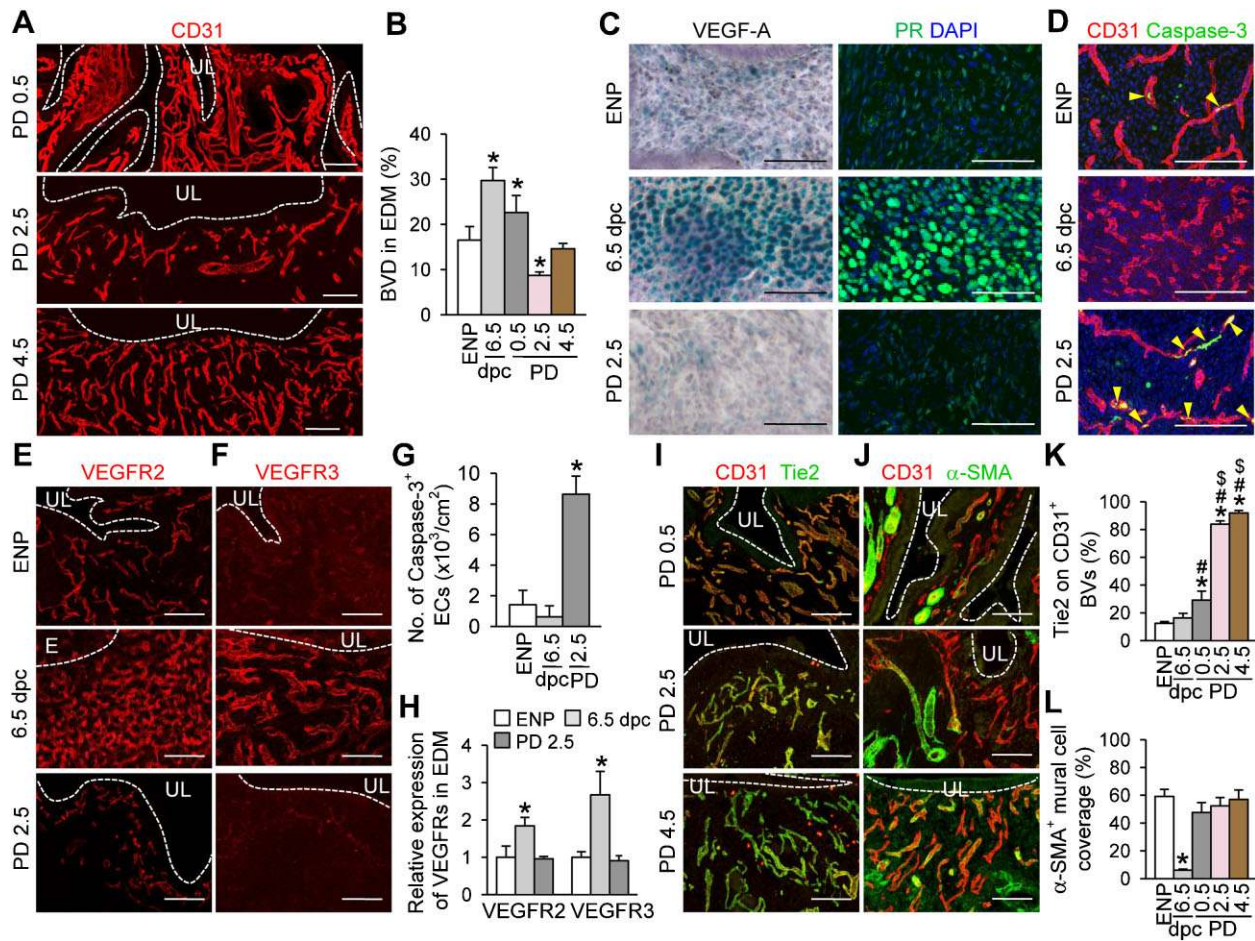 A
CD31
PD 0.5
UL
PD 2.5
UL
PD 4.5
UL
B
BVD in EDM (%)
40
30
20
10
0
*
*
*
ENP
6.5
0.5
2.5
4.5
dpc
PD
C
VEGF-A
PR DAPI
ENP
6.5 dpc
PD 2.5
D
CD31 Caspase-3
E
VEGFR2
ENP
UL
6.5 dpc
E
PD 2.5
UL
F
VEGFR3
UL
UL
UL
G
No. of Caspase-3+
ECs (x10³/cm²)
10
8
6
4
2
0
*
ENP
6.5
2.5
dpc
PD
H
ENP
6.5 dpc
PD 2.5
Relative expression
of VEGFRs in EDM
4
3
2
1
0
*
*
VEGFR2
VEGFR3
I
CD31 Tie2
PD 0.5
UL
PD 2.5
UL
PD 4.5
UL
J
CD31 α-SMA
UL
UL
UL
K
Tie2 on CD31+
BVs (%)
100
80
60
40
20
0
#
*
$
#
*
$
#
*
ENP
6.5
0.5
2.5
4.5
dpc
PD
L
α-SMA+ mural cell
coverage (%)
100
80
60
40
20
0
*
ENP
6.5
0.5
2.5
4.5
dpc
PD